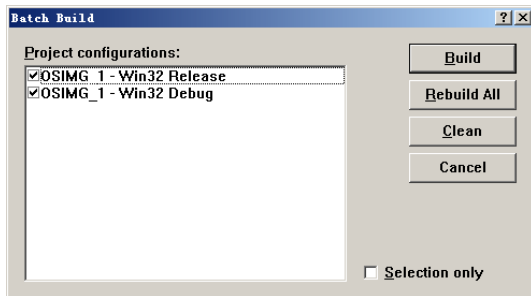 Batch Build
Project configurations:
OSIMG_1 - Win32 Release
OSIMG_1 - Win32 Debug
Build
Rebuild All
Clean
Cancel
Selection only